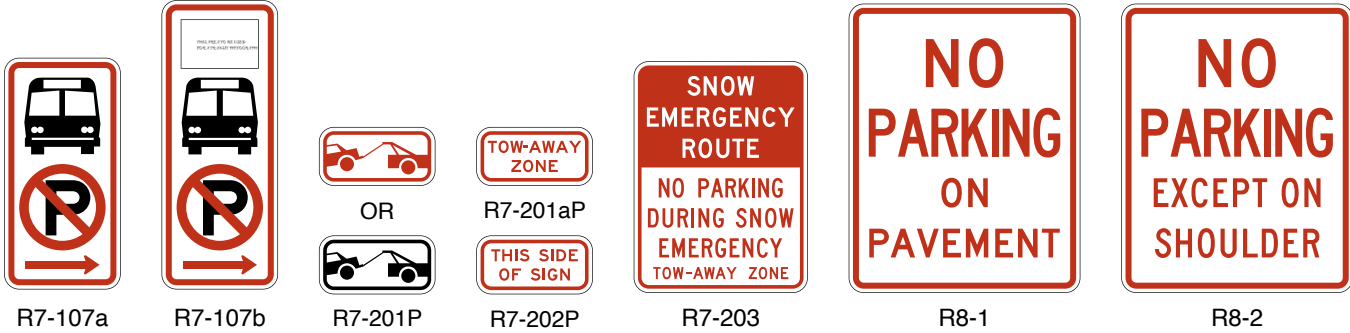 P
R7-107a
P
R7-107b
OR
R7-201P
TOW-AWAY
ZONE
R7-201aP
THIS SIDE
OF SIGN
R7-202P
SNOW
EMERGENCY
ROUTE
NO PARKING
DURING SNOW
EMERGENCY
TOW-AWAY ZONE
R7-203
NO
PARKING
ON
PAVEMENT
R8-1
NO
PARKING
EXCEPT ON
SHOULDER
R8-2